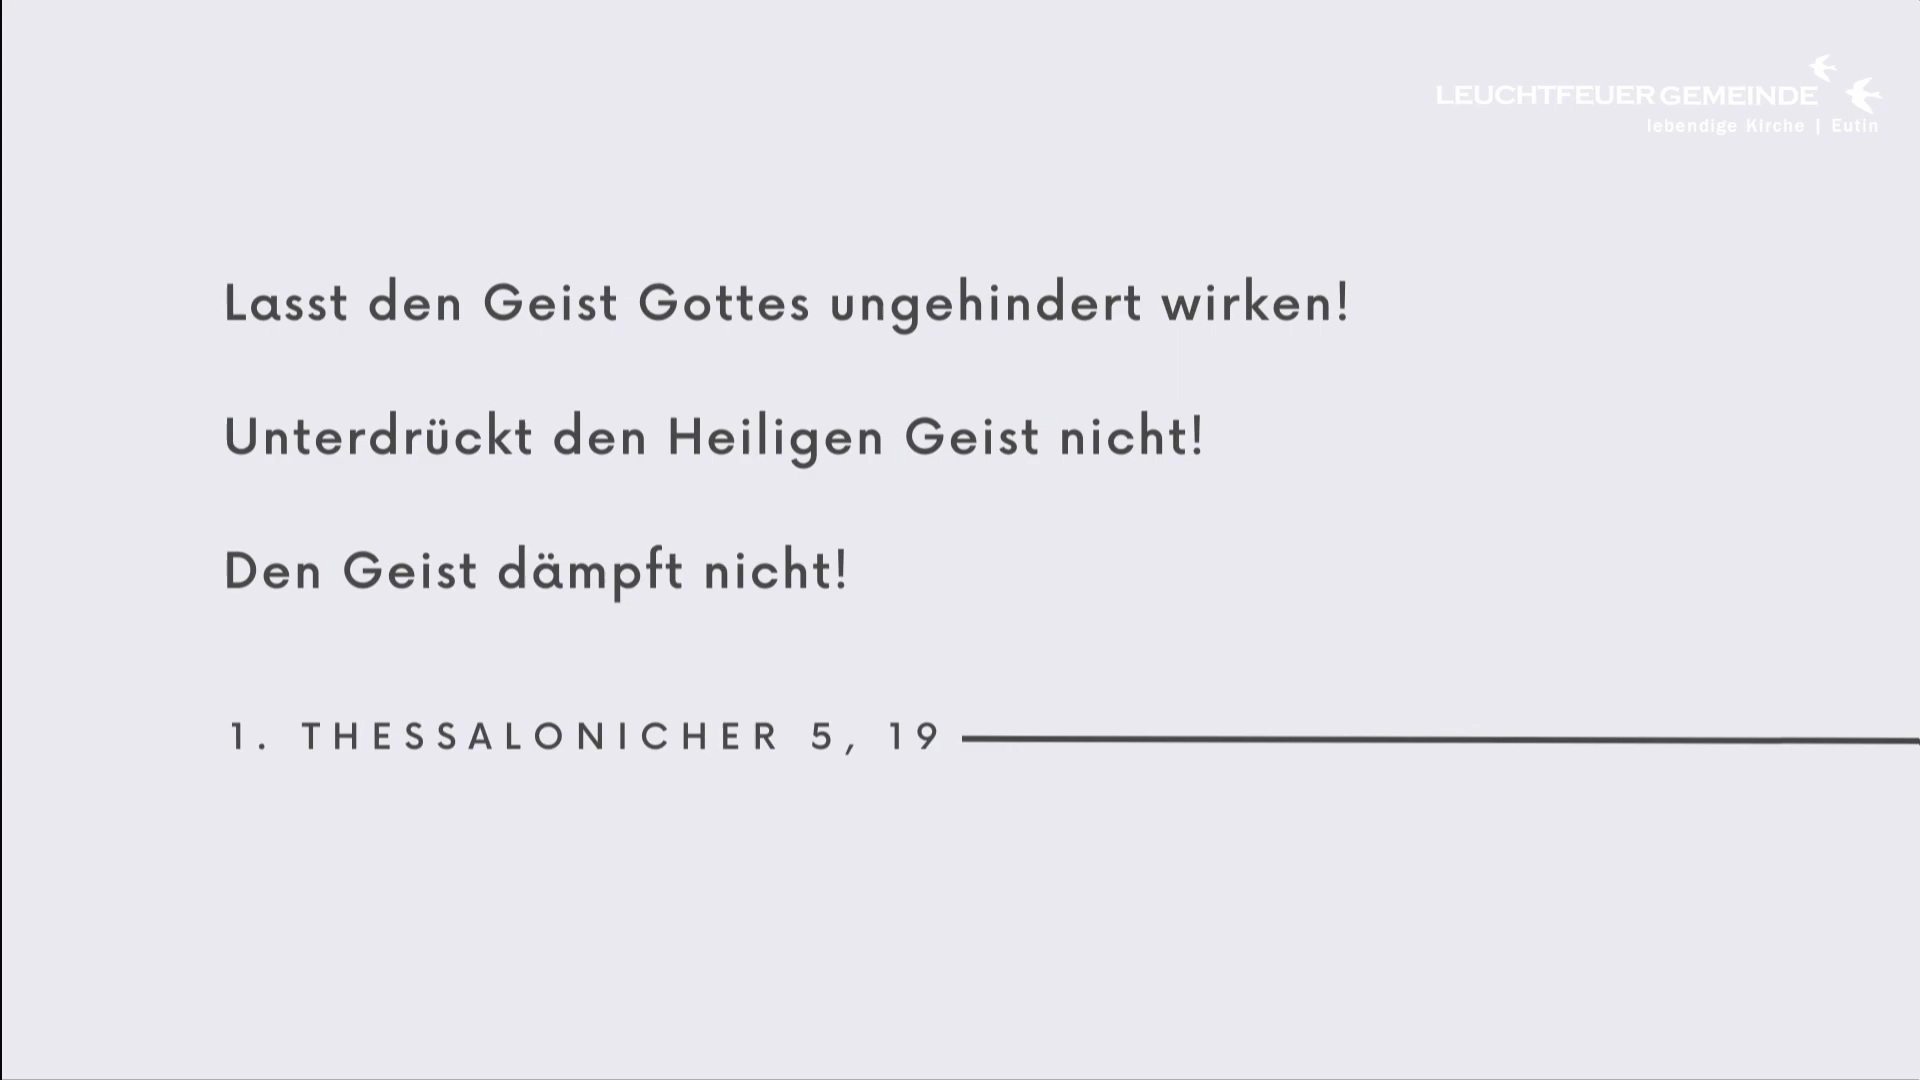 LEUCHTFEUER GEMEINDE
lebendige Kirche | Eutin
Lasst den Geist Gottes ungehindert wirken!
Unterdrückt den Heiligen Geist nicht!
Den Geist dämpft nicht!
1. THESSALONICHER 5, 19